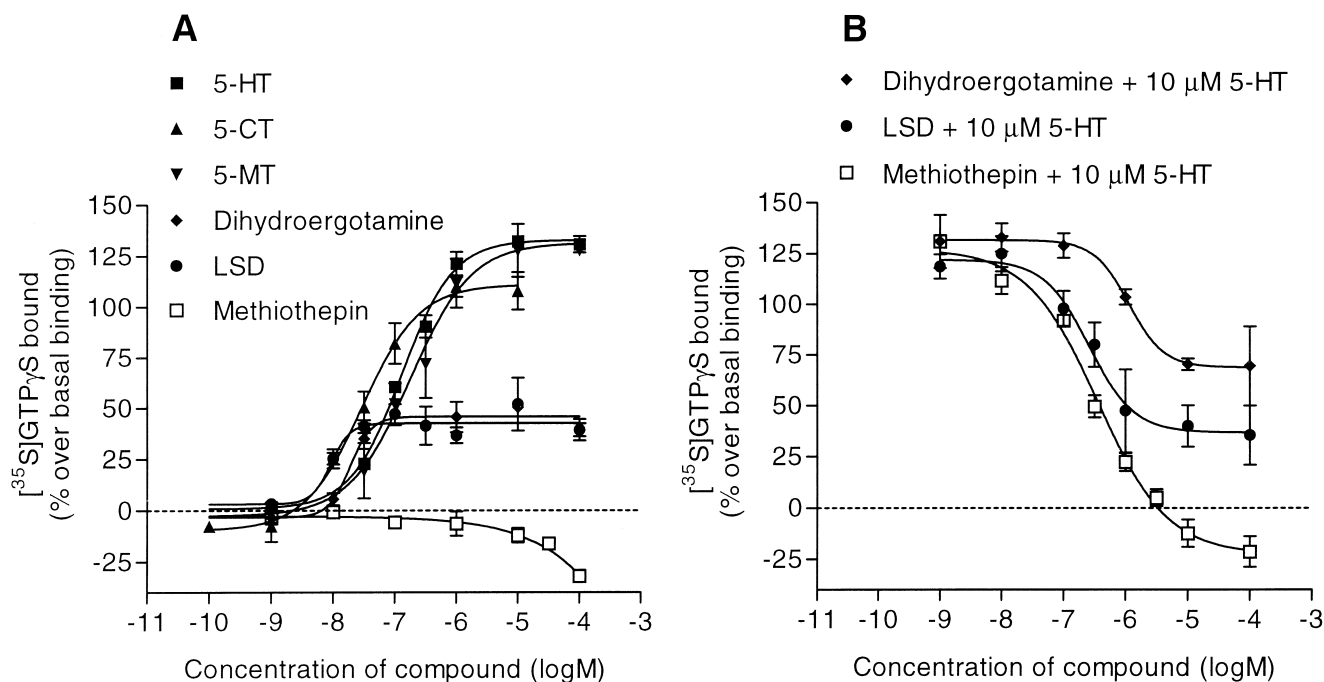 A
5-HT
5-CT
5-MT
Dihydroergotamine
LSD
Methiothepin
150
125
100
75
50
25
0
-25
[³⁵S]GTPγS bound
(% over basal binding)
-11 -10 -9 -8 -7 -6 -5 -4 -3
Concentration of compound (logM)
B
Dihydroergotamine + 10 μM 5-HT
LSD + 10 μM 5-HT
Methiothepin + 10 μM 5-HT
150
125
100
75
50
25
0
-25
[³⁵S]GTPγS bound
(% over basal binding)
-11 -10 -9 -8 -7 -6 -5 -4 -3
Concentration of compound (logM)